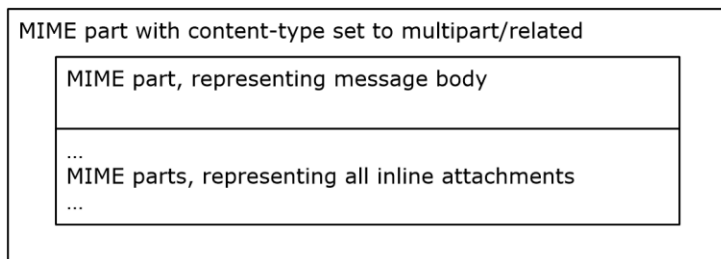 MIME part with content-type set to multipart/related
MIME part, representing message body
...
MIME parts, representing all inline attachments
...